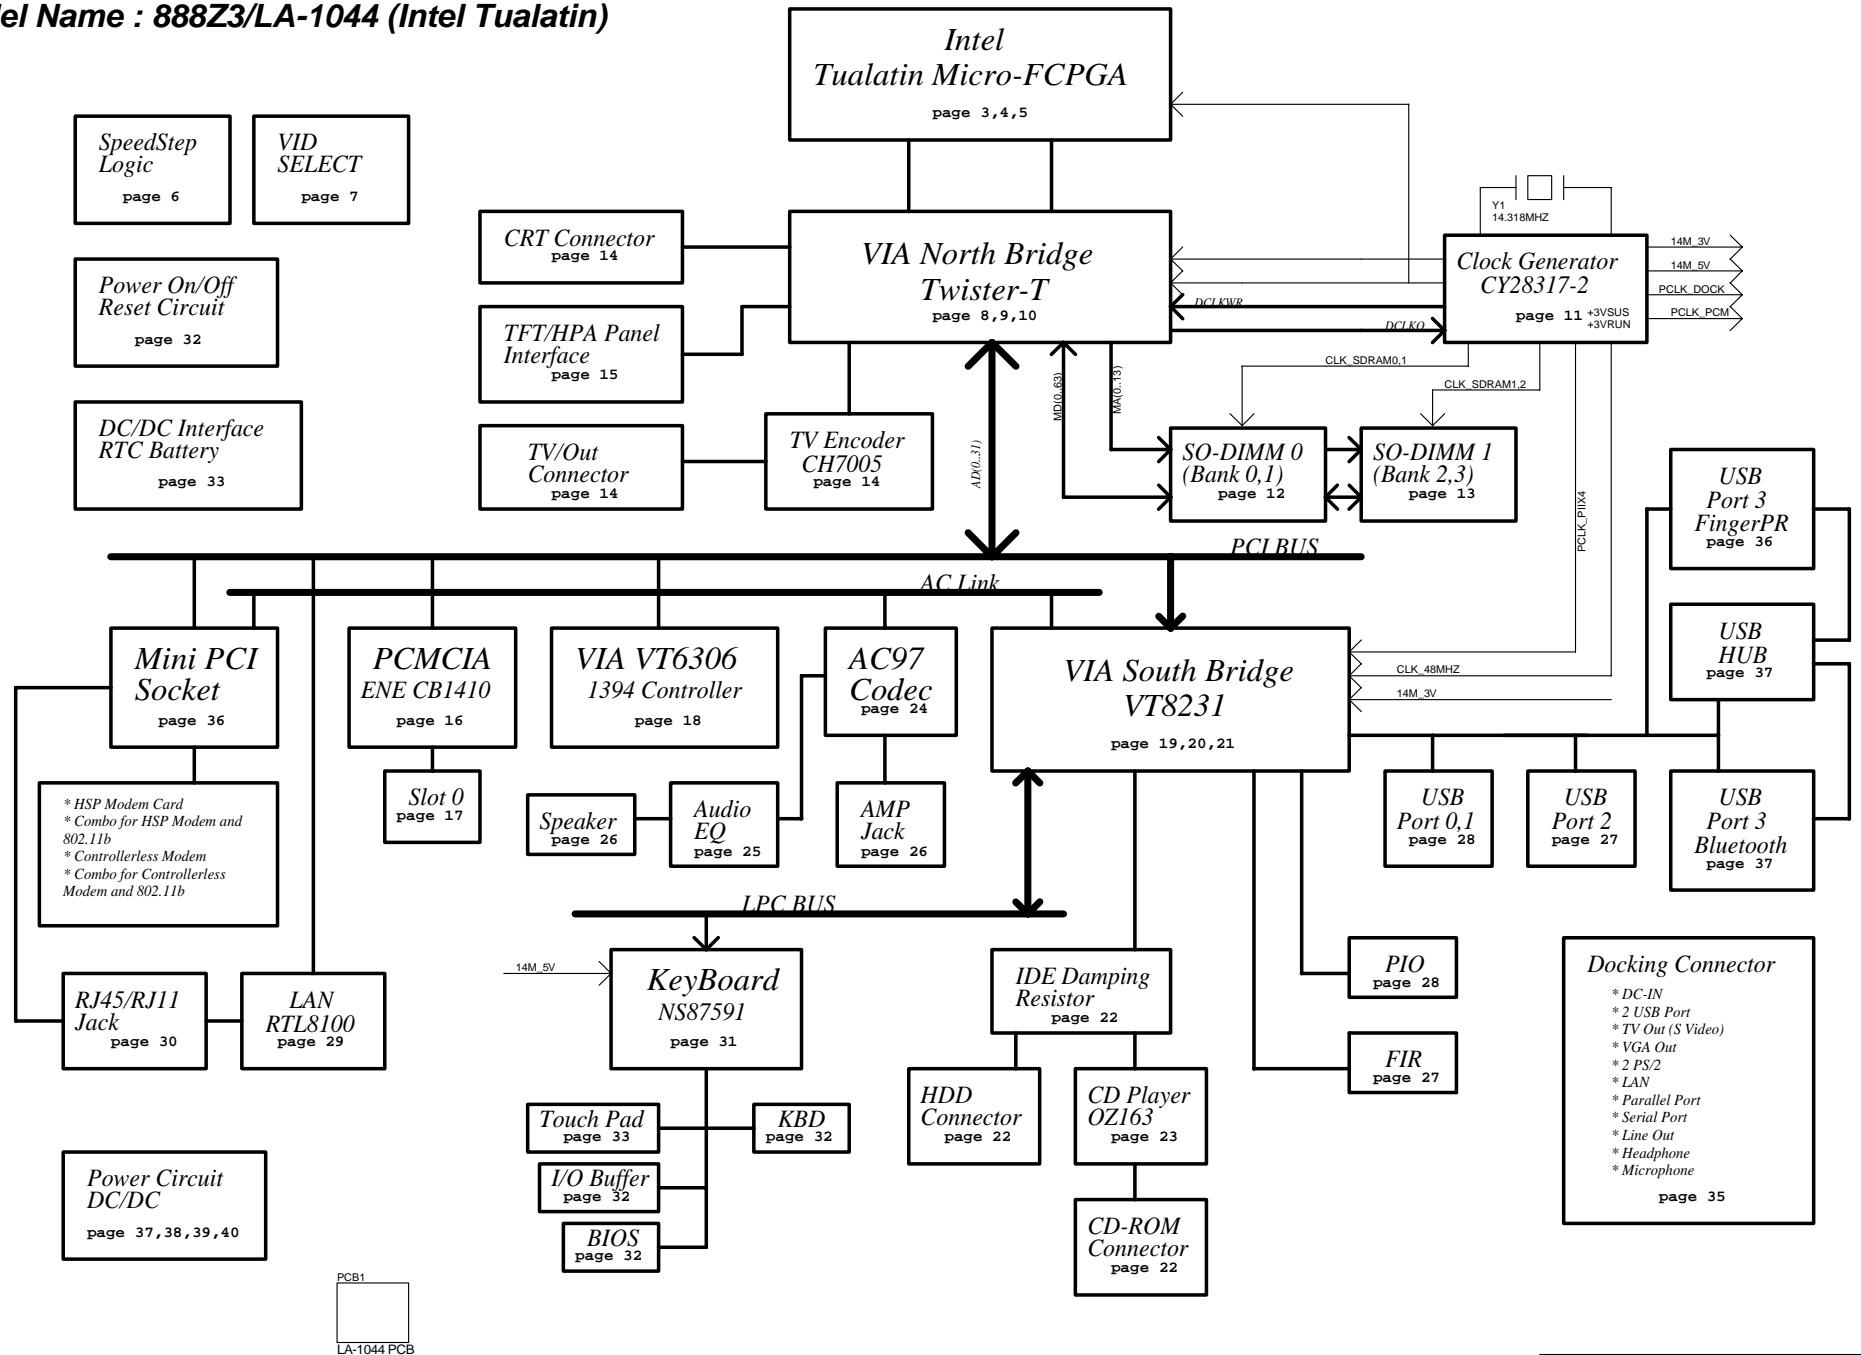 el Name : 888Z3/LA-1044 (Intel Tualatin)
Intel
Tualatin Micro-FCPGA
page 3,4,5
SpeedStep
Logic
page 6
VID
SELECT
page 7
Power On/Off
Reset Circuit
page 32
DC/DC Interface
RTC Battery
page 33
CRT Connector
page 14
TFT/HPA Panel
Interface
page 15
TV/Out
Connector
page 14
TV Encoder
CH7005
page 14
VIA North Bridge
Twister-T
page 8,9,10
Y1
14.318MHZ
Clock Generator
CY28317-2
page 11
+3VSUS
+3VRUN
14M_3V
14M_5V
PCLK_DOCK
PCLK_PCM
DCLKWR
DCLKO
CLK_SDRAM0,1
CLK_SDRAM1,2
MD(0..63)
MA(0..13)
AD(0..31)
PCLK_PIIX4
SO-DIMM 0
(Bank 0,1)
page 12
SO-DIMM 1
(Bank 2,3)
page 13
USB
Port 3
FingerPR
page 36
PCI BUS
AC Link
Mini PCI
Socket
page 36
PCMCIA
ENE CB1410
page 16
VIA VT6306
1394 Controller
page 18
AC97
Codec
page 24
VIA South Bridge
VT8231
page 19,20,21
CLK_48MHZ
14M_3V
USB
HUB
page 37
* HSP Modem Card
* Combo for HSP Modem and
802.11b
* Controllerless Modem
* Combo for Controllerless
Modem and 802.11b
Slot 0
page 17
Speaker
page 26
Audio
EQ
page 25
AMP
Jack
page 26
USB
Port 0,1
page 28
USB
Port 2
page 27
USB
Port 3
Bluetooth
page 37
LPC BUS
14M_5V
RJ45/RJ11
Jack
page 30
LAN
RTL8100
page 29
KeyBoard
NS87591
page 31
IDE Damping
Resistor
page 22
PIO
page 28
FIR
page 27
Docking Connector
* DC-IN
* 2 USB Port
* TV Out (S Video)
* VGA Out
* 2 PS/2
* LAN
* Parallel Port
* Serial Port
* Line Out
* Headphone
* Microphone
page 35
Touch Pad
page 33
KBD
page 32
I/O Buffer
page 32
BIOS
page 32
HDD
Connector
page 22
CD Player
OZ163
page 23
CD-ROM
Connector
page 22
Power Circuit
DC/DC
page 37,38,39,40
PCB1
LA-1044 PCB